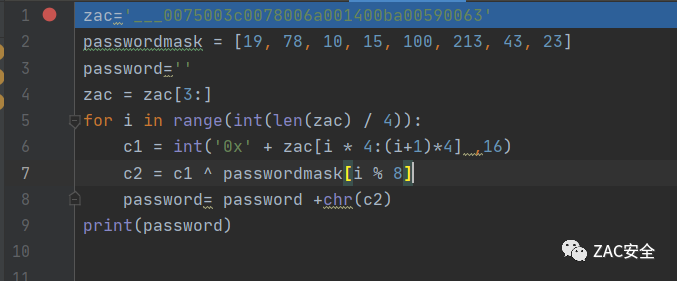 1 zac='___0075003c0078006a001400ba00590063'
2 passwordmask = [19, 78, 10, 15, 100, 213, 43, 23]
3 password=''
4 zac = zac[3:]
5 for i in range(int(len(zac) / 4)):
6 c1 = int('0x' + zac[i * 4:(i+1)*4] ,16)
7 c2 = c1 ^ passwordmask[i % 8]
8 password= password +chr(c2)
9 print(password)
10
11
ZAC安全